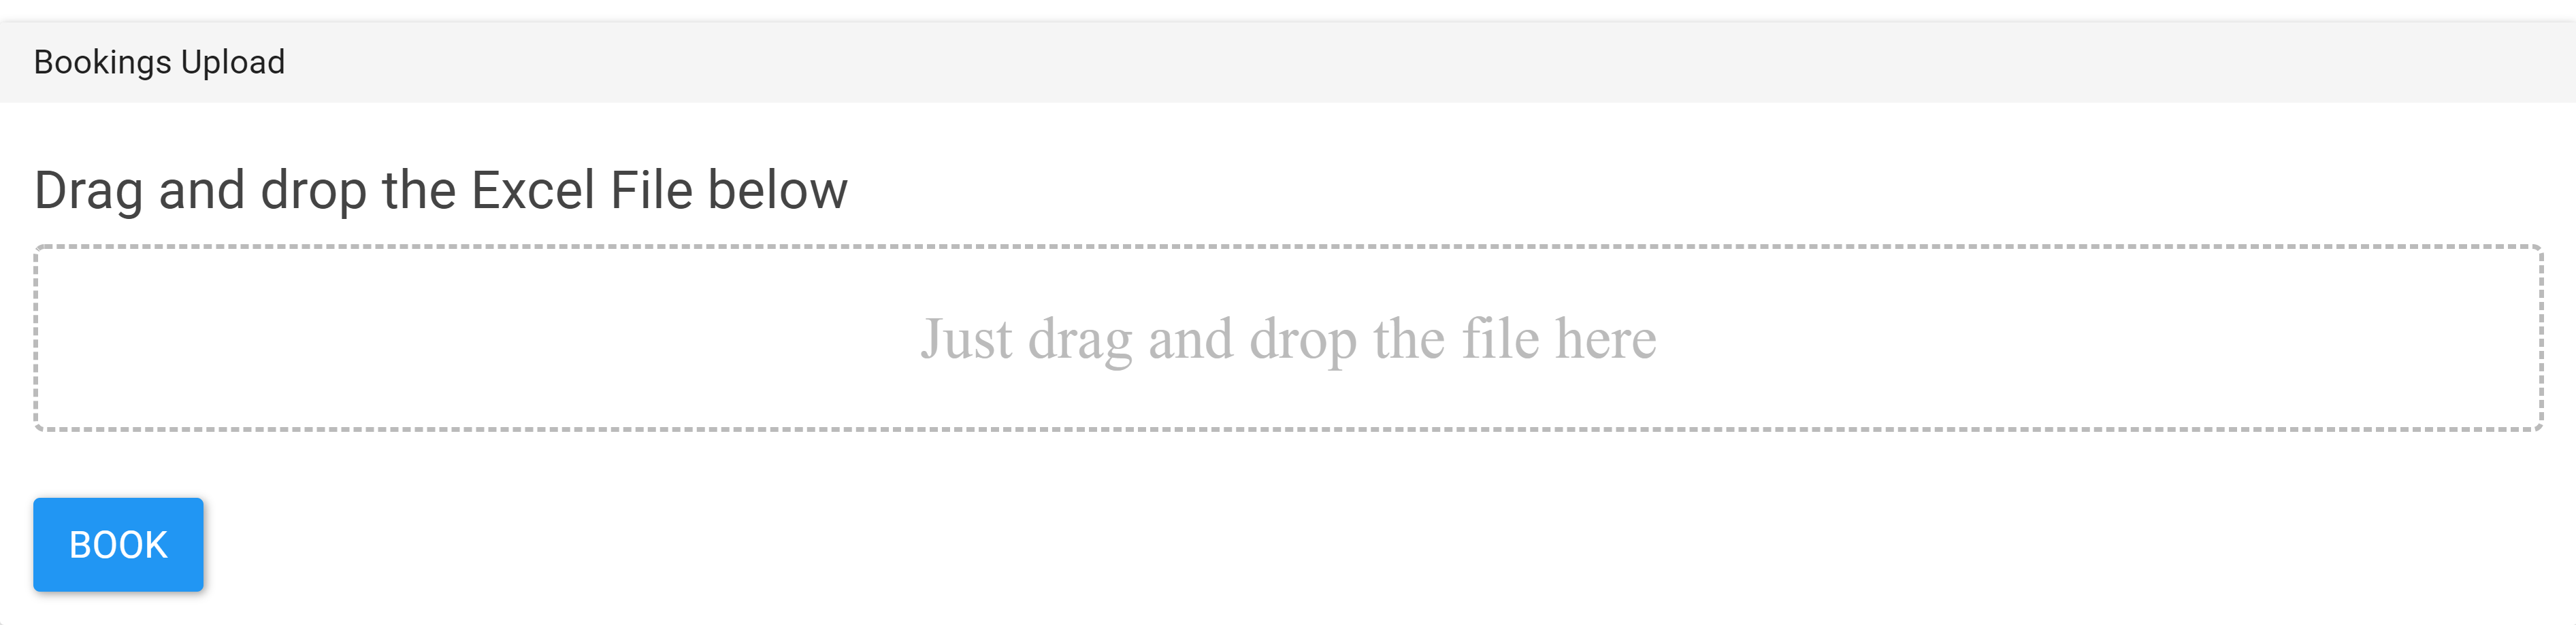 Bookings Upload
Drag and drop the Excel File below
Just drag and drop the file here
BOOK